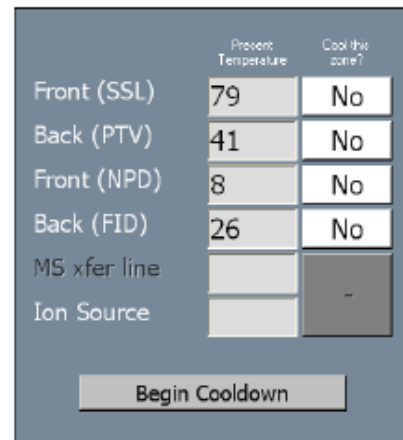 Present Temperature Cool this zone?
Front (SSL) 79 No
Back (PTV) 41 No
Front (NPD) 8 No
Back (FID) 26 No
MS xfer line
-
Ion Source
Begin Cooldown